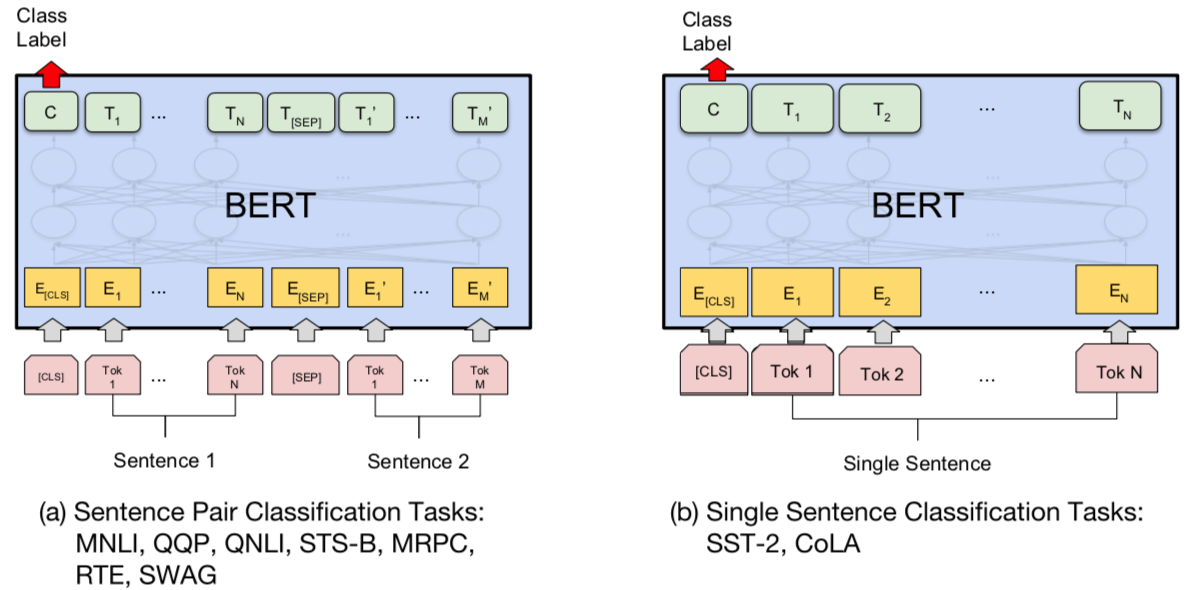 Class
Label
C T1 ... TN T[SEP] T1' ... TM'
...
BERT
...
E[CLS] E1 ... EN E[SEP] E1' ... EM'
[CLS] Tok 1 ... Tok N [SEP] Tok 1 ... Tok M
Sentence 1 Sentence 2
(a) Sentence Pair Classification Tasks:
MNLI, QQP, QNLI, STS-B, MRPC,
RTE, SWAG
Class
Label
C T1 T2 ... TN
...
BERT
...
E[CLS] E1 E2 ... EN
[CLS] Tok 1 Tok 2 ... Tok N
Single Sentence
(b) Single Sentence Classification Tasks:
SST-2, CoLA